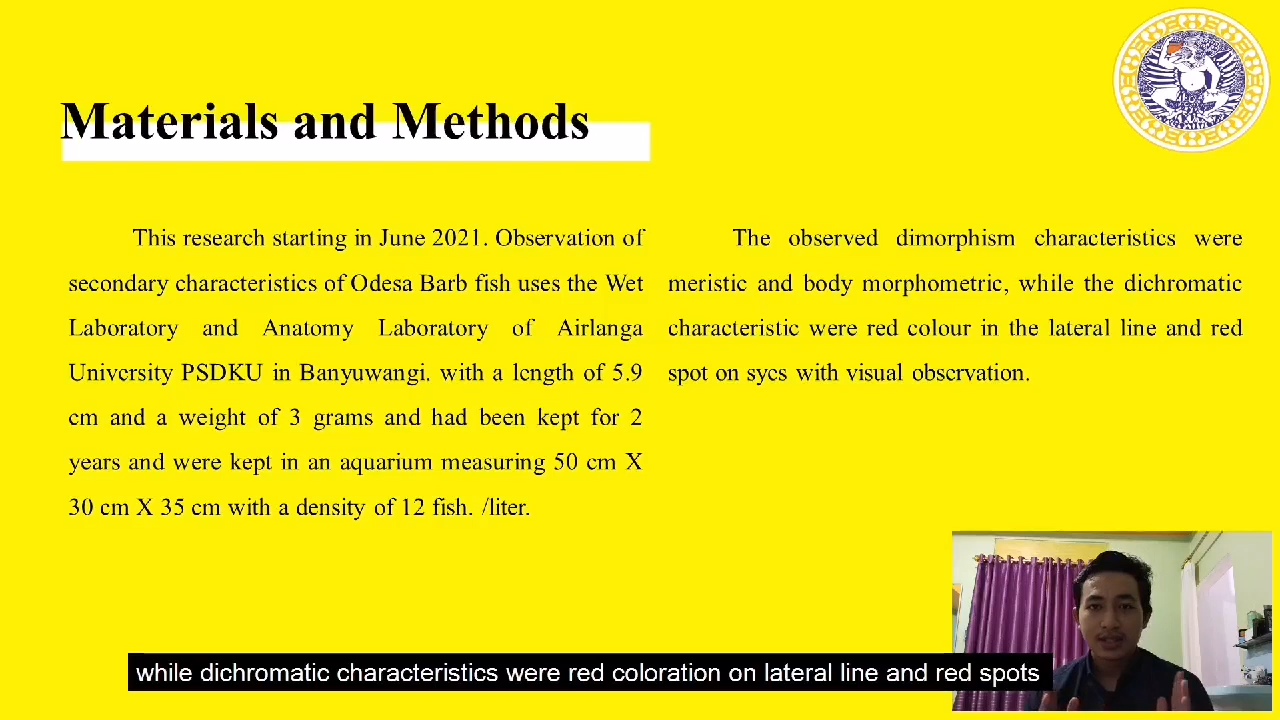 Materials and Methods
This research starting in June 2021. Observation of
secondary characteristics of Odesa Barb fish uses the Wet
Laboratory and Anatomy Laboratory of Airlanga
University PSDKU in Banyuwangi. with a length of 5.9
cm and a weight of 3 grams and had been kept for 2
years and were kept in an aquarium measuring 50 cm X
30 cm X 35 cm with a density of 12 fish. /liter.
The observed dimorphism characteristics were
meristic and body morphometric, while the dichromatic
characteristic were red colour in the lateral line and red
spot on syes with visual observation.
while dichromatic characteristics were red coloration on lateral line and red spots